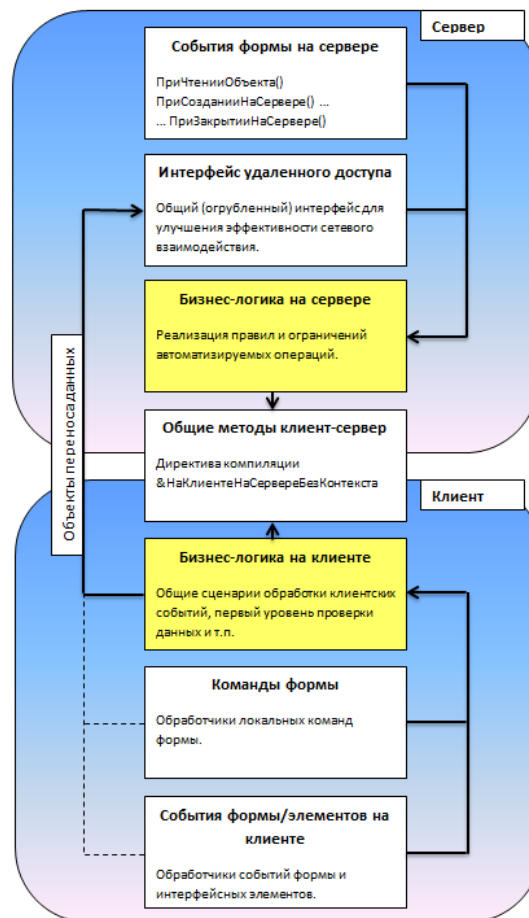 Сервер
События формы на сервере
ПриЧтенииОбъекта()
ПриСозданииНаСервере() ...
... ПриЗакрытииНаСервере()
Интерфейс удаленного доступа
Общий (огрубленный) интерфейс для
улучшения эффективности сетевого
взаимодействия.
Бизнес-логика на сервере
Реализация правил и ограничений
автоматизируемых операций.
Объекты переноса данных
Общие методы клиент-сервер
Директива компиляции
&НаКлиентеНаСервереБезКонтекста
Клиент
Бизнес-логика на клиенте
Общие сценарии обработки клиентских
событий, первый уровень проверки
данных и т.п.
Команды формы
Обработчики локальных команд
формы.
События формы/элементов на
клиенте
Обработчики событий формы и
интерфейсных элементов.